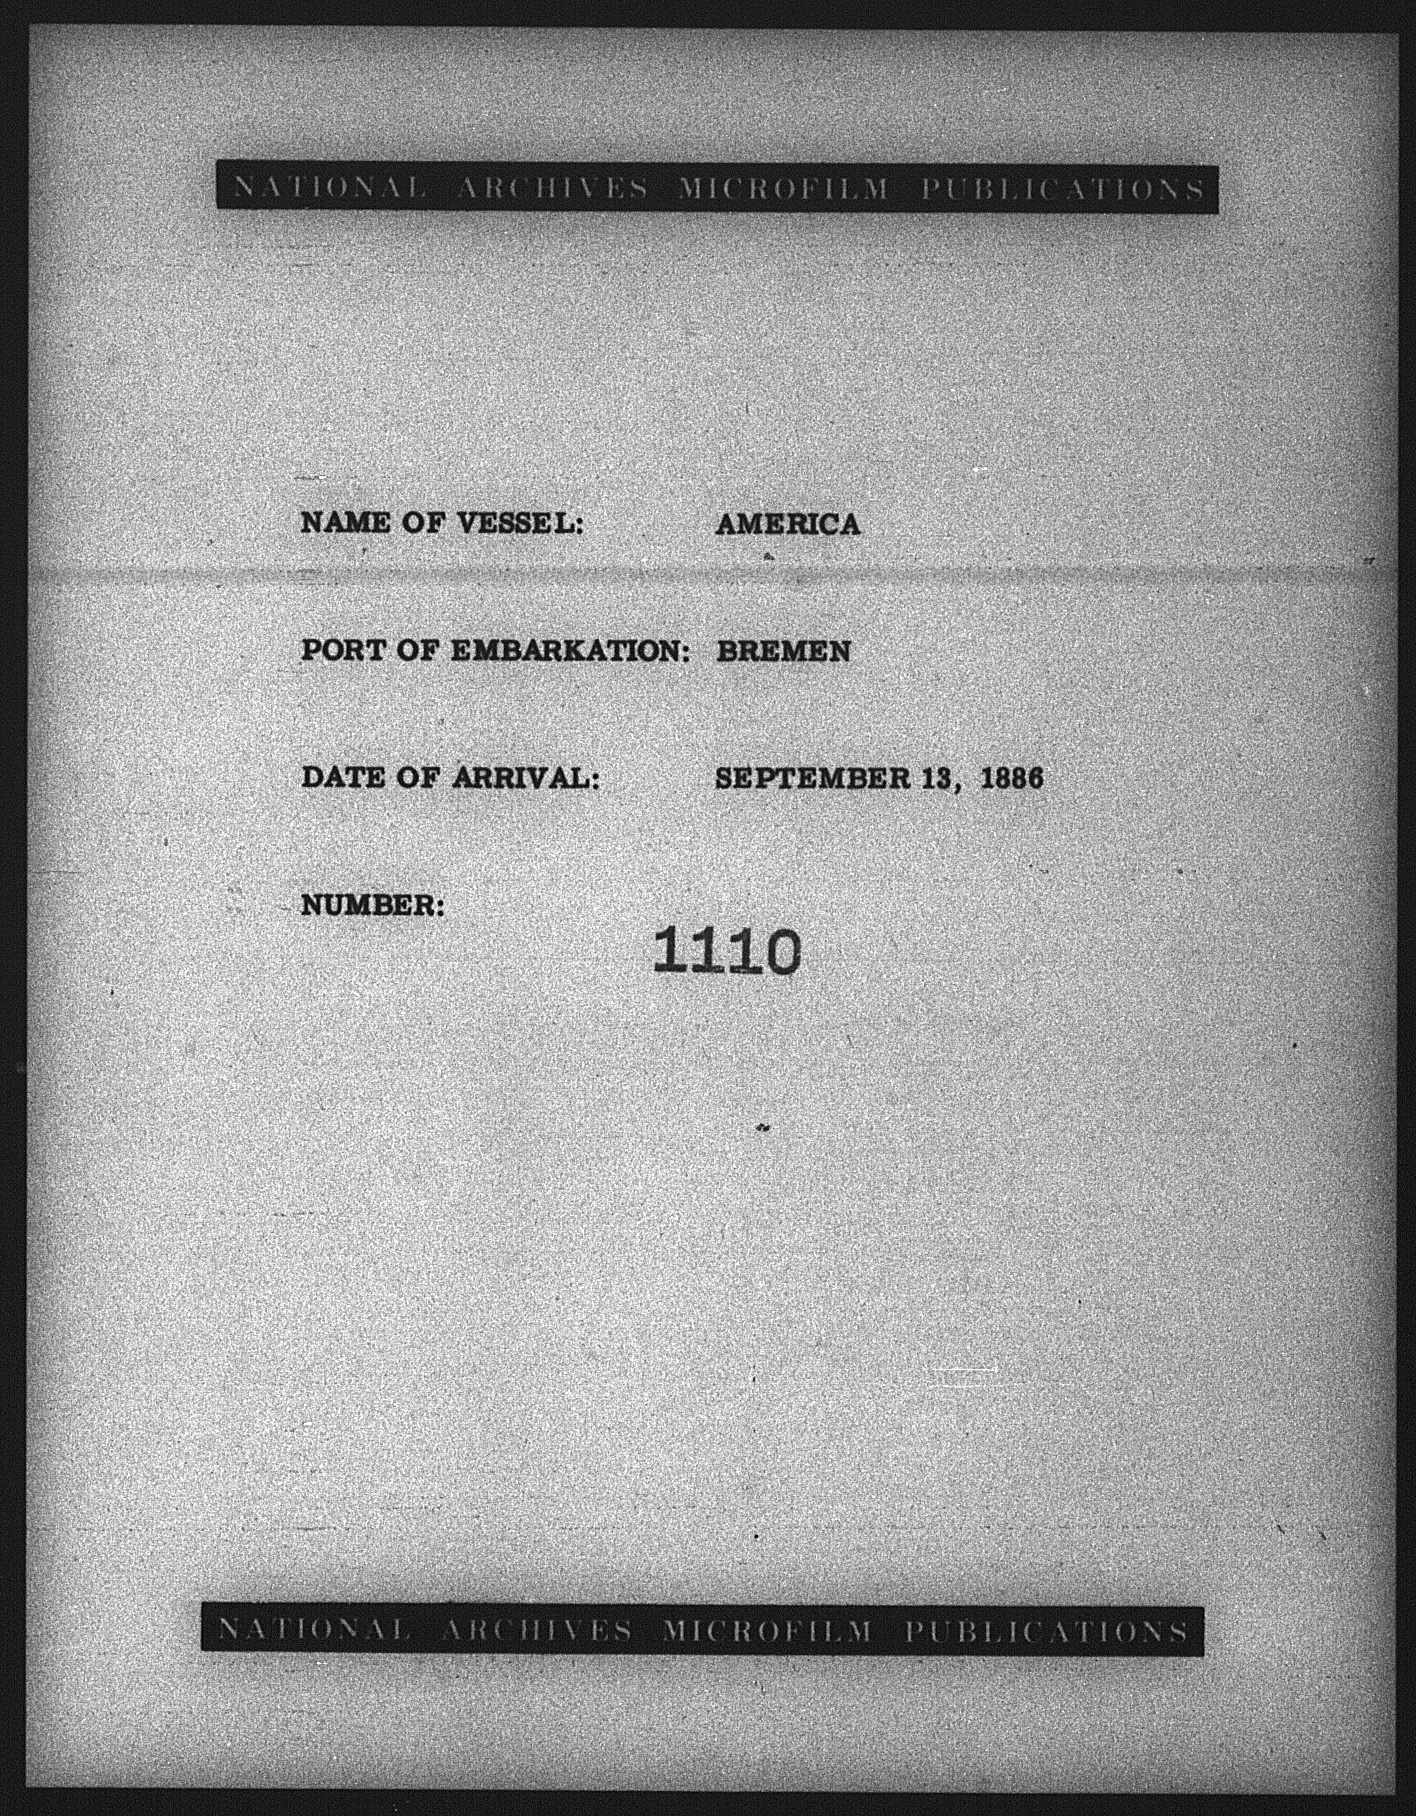 NATIONAL ARCHIVES MICROFILM PUBLICATIONS
NAME OF VESSEL: AMERICA
PORT OF EMBARKATION: BREMEN
DATE OF ARRIVAL: SEPTEMBER 13, 1886
NUMBER:
1110
NATIONAL ARCHIVES MICROFILM PUBLICATIONS